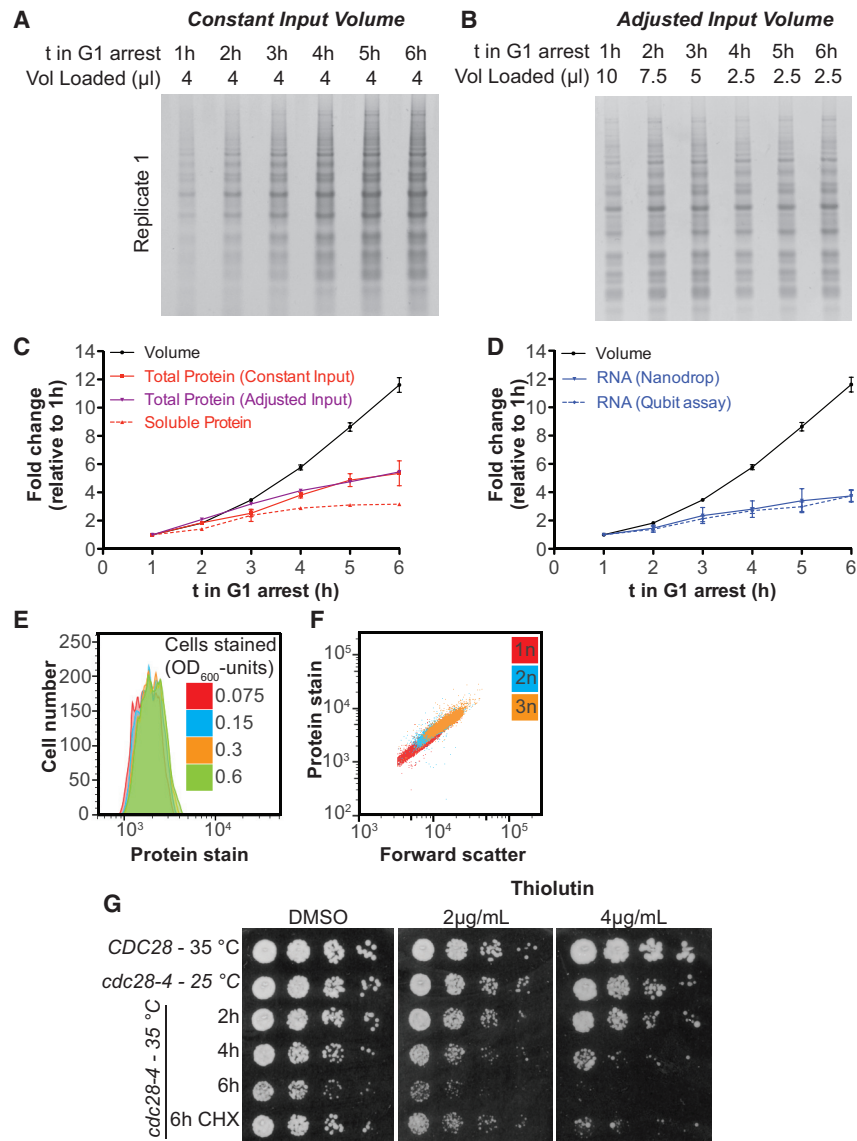 A
Constant Input Volume
t in G1 arrest 1h 2h 3h 4h 5h 6h
Vol Loaded (µl) 4 4 4 4 4 4
Replicate 1
B
Adjusted Input Volume
t in G1 arrest 1h 2h 3h 4h 5h 6h
Vol Loaded (µl) 10 7.5 5 2.5 2.5 2.5
C
Fold change
(relative to 1h)
14
12
10
8
6
4
2
0
Volume
Total Protein (Constant Input)
Total Protein (Adjusted Input)
Soluble Protein
0 1 2 3 4 5 6
t in G1 arrest (h)
D
Fold change
(relative to 1h)
14
12
10
8
6
4
2
0
Volume
RNA (Nanodrop)
RNA (Qubit assay)
0 1 2 3 4 5 6
t in G1 arrest (h)
E
Cell number
250
200
150
100
50
0
Cells stained
(OD600-units)
0.075
0.15
0.3
0.6
10³ 10⁴
Protein stain
F
Protein stain
10⁵
10⁴
10³
10²
1n
2n
3n
10³ 10⁴ 10⁵
Forward scatter
G
Thiolutin
DMSO 2µg/mL 4µg/mL
CDC28 - 35 °C
cdc28-4 - 25 °C
cdc28-4 - 35 °C
2h
4h
6h
6h CHX